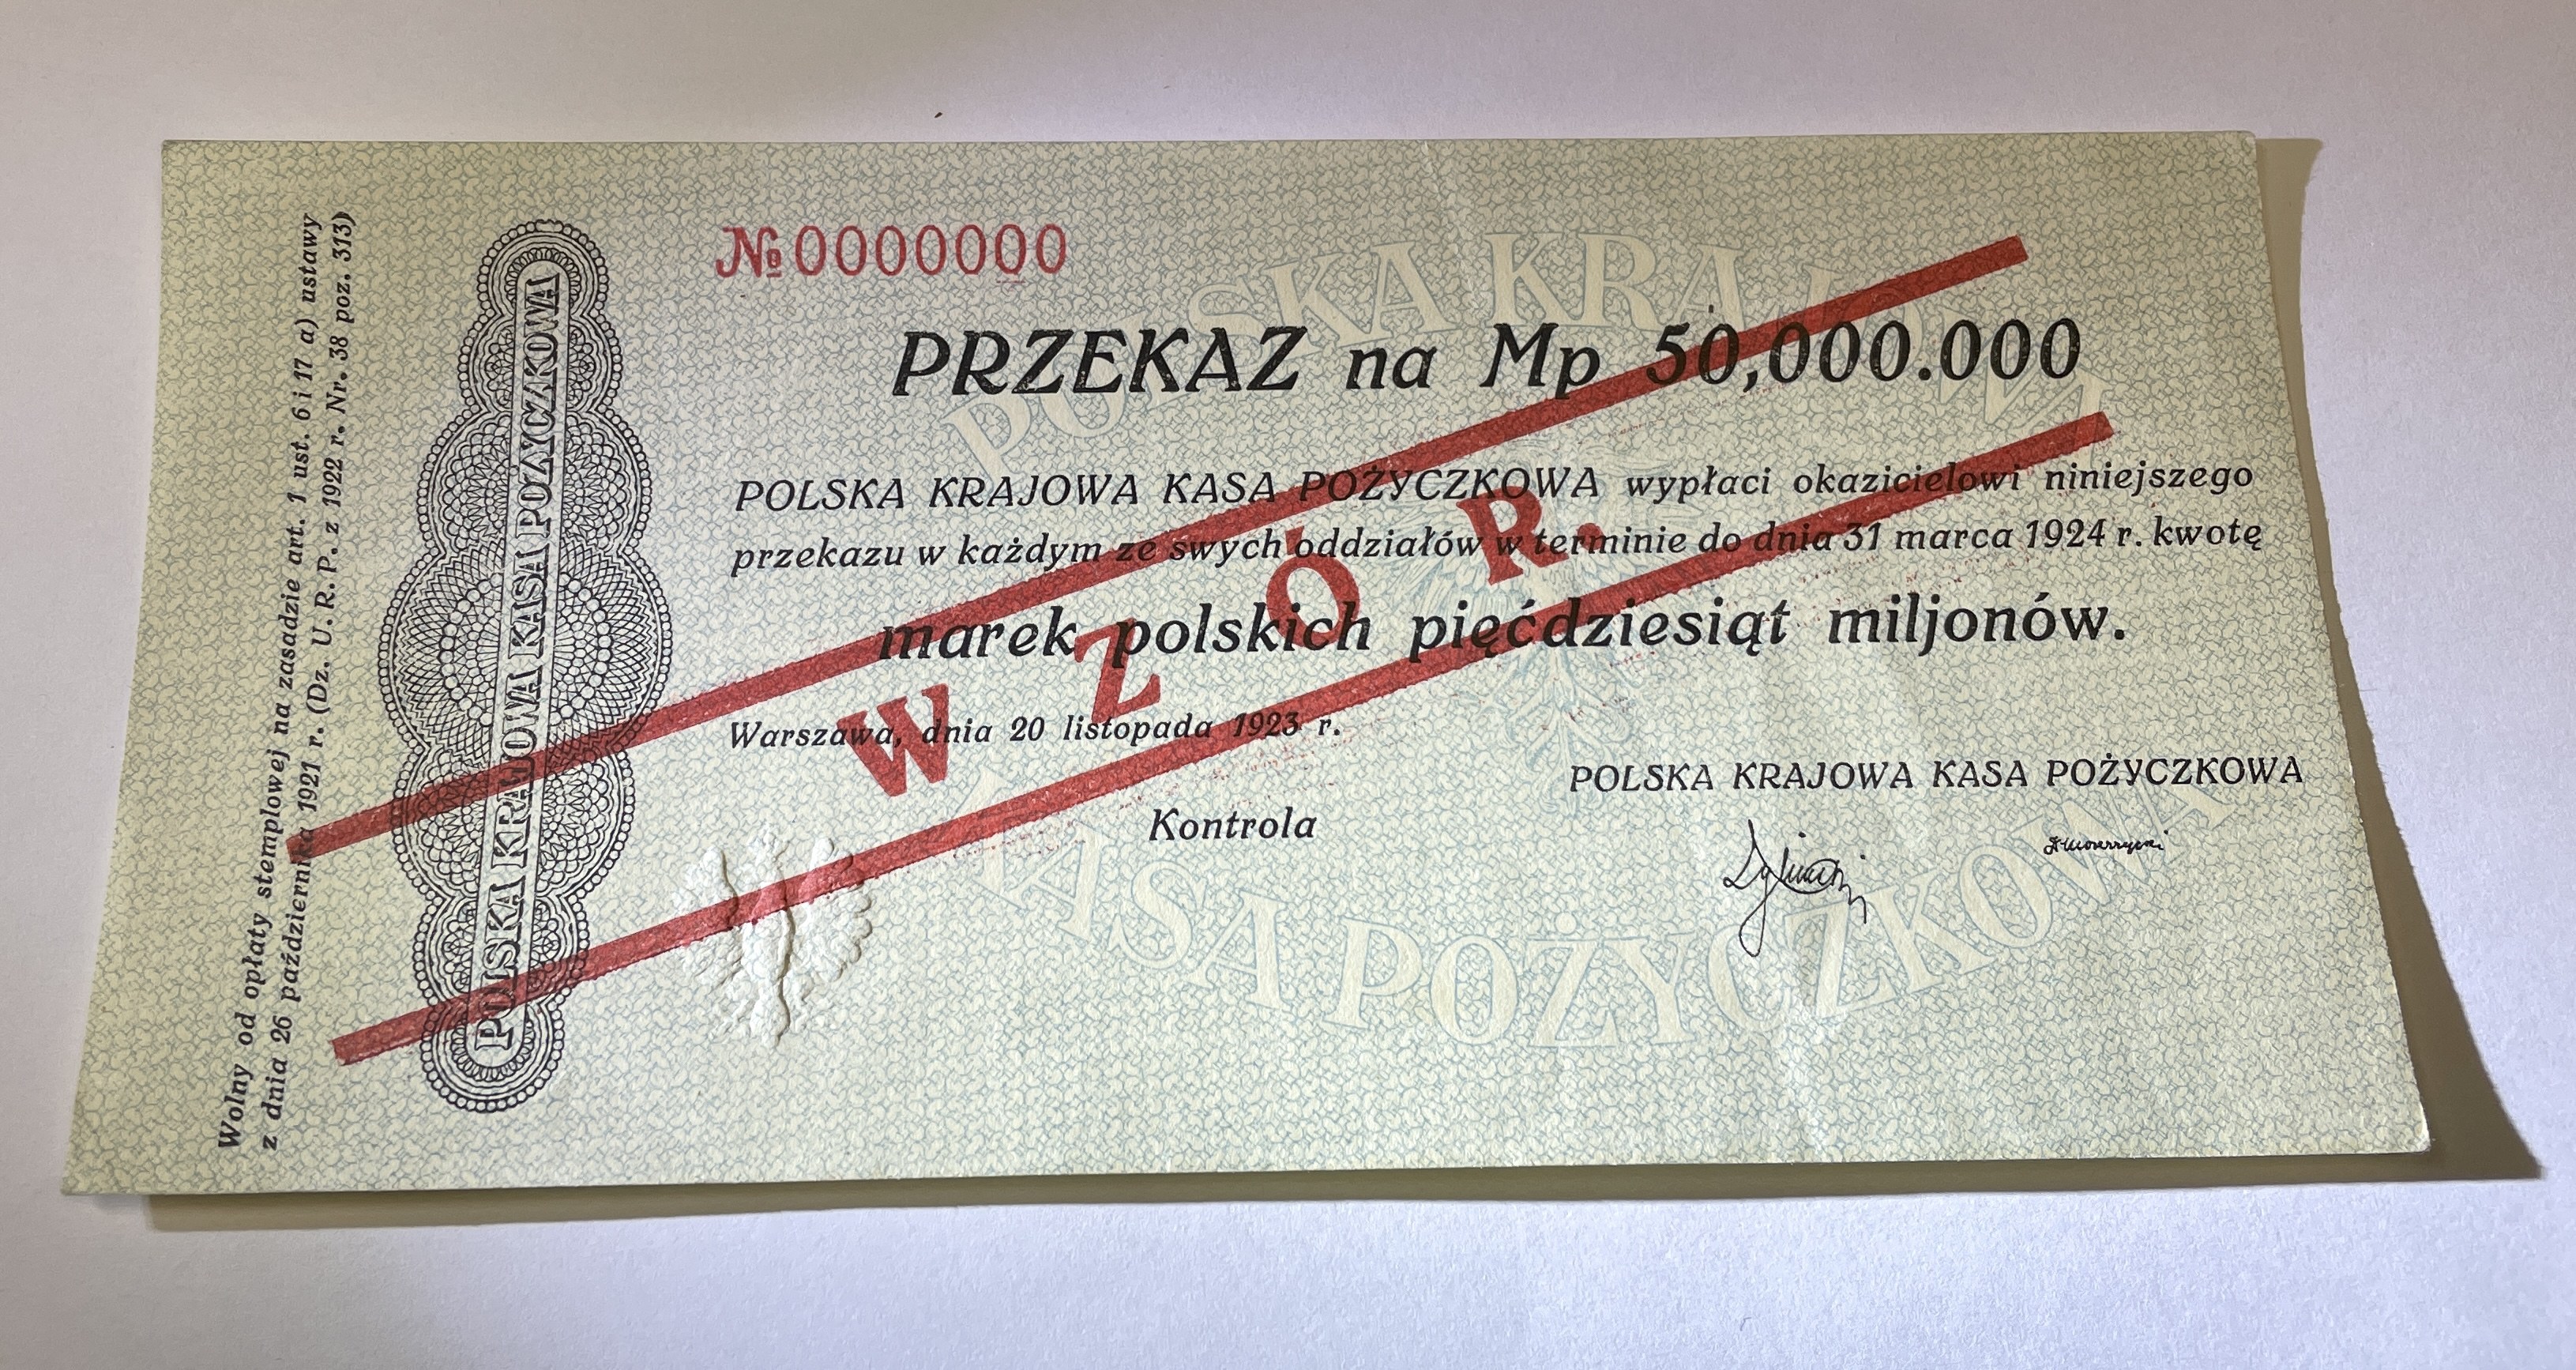 Wolny od opłaty stemplowej na zasadzie art. 1 ust. 6 i 17 a) ustawy
z dnia 26 października 1921 r. (Dz. U. R. P. z 1922 r. Nr. 38 poz. 313)
POLSKA KRAJOWA KASA POŻYCZKOWA
№ 0000000
POLSKA KRAJOWA
PRZEKAZ na Mp 50,000.000
POLSKA KRAJOWA KASA POŻYCZKOWA wypłaci okazicielowi niniejszego
przekazu w każdym ze swych oddziałów w terminie do dnia 31 marca 1924 r. kwotę
marek polskich pięćdziesiąt miljonów.
WZÓR.
Warszawa, dnia 20 listopada 1923 r.
POLSKA KRAJOWA KASA POŻYCZKOWA
Kontrola
KASA POŻYCZKOWA